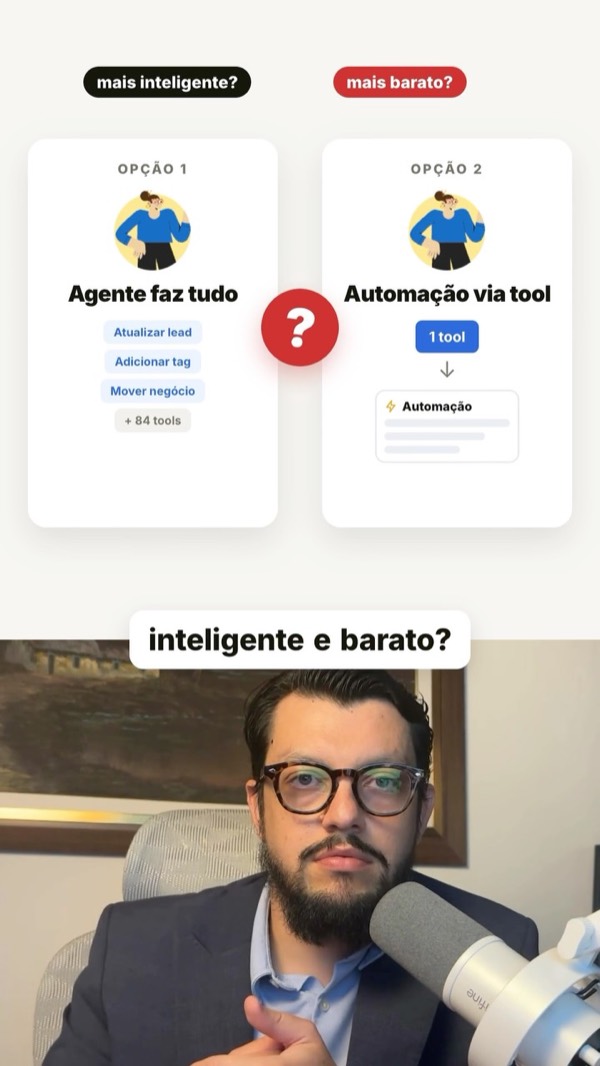 mais inteligente?
mais barato?
OPÇÃO 1
Agente faz tudo
Atualizar lead
Adicionar tag
Mover negócio
+ 84 tools
?
OPÇÃO 2
Automação via tool
1 tool
Automação
inteligente e barato?
fine